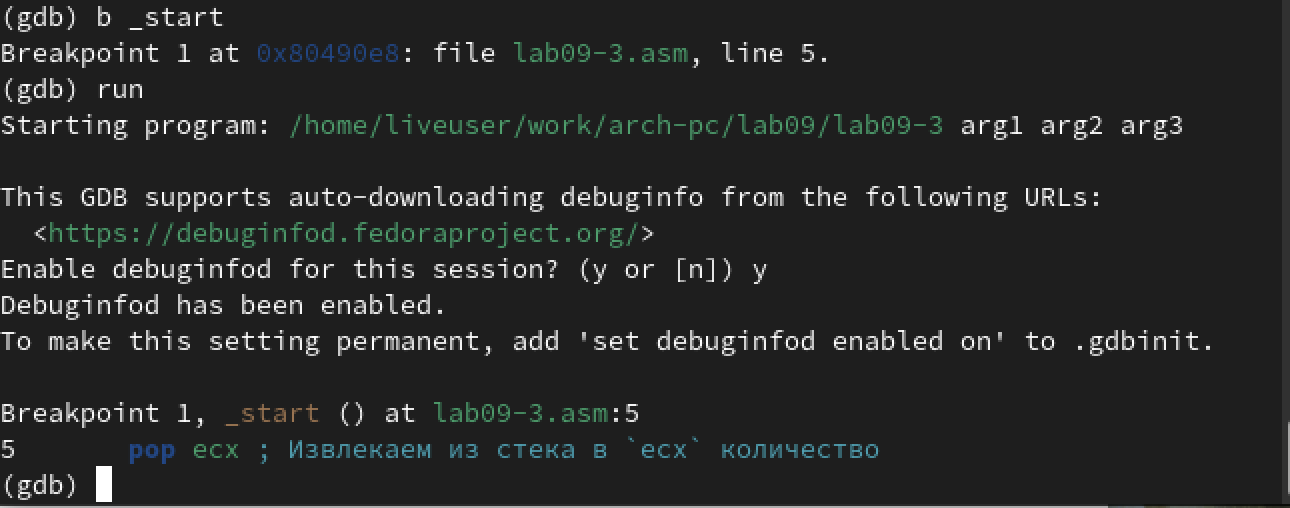 (gdb) b _start
Breakpoint 1 at 0x80490e8: file lab09-3.asm, line 5.
(gdb) run
Starting program: /home/liveuser/work/arch-pc/lab09/lab09-3 arg1 arg2 arg3
This GDB supports auto-downloading debuginfo from the following URLs:
<https://debuginfod.fedoraproject.org/>
Enable debuginfod for this session? (y or [n]) y
Debuginfod has been enabled.
To make this setting permanent, add 'set debuginfod enabled on' to .gdbinit.
Breakpoint 1, _start () at lab09-3.asm:5
5 pop ecx ; Извлекаем из стека в `ecx` количество
(gdb)